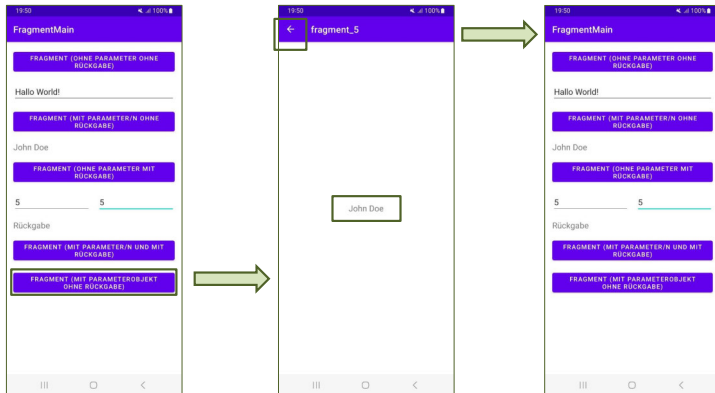 19:50 100%
FragmentMain
FRAGMENT (OHNE PARAMETER OHNE
RÜCKGABE)
Hallo World!
FRAGMENT (MIT PARAMETER/N OHNE
RÜCKGABE)
John Doe
FRAGMENT (OHNE PARAMETER MIT
RÜCKGABE)
5 5
Rückgabe
FRAGMENT (MIT PARAMETER/N UND MIT
RÜCKGABE)
FRAGMENT (MIT PARAMETEROBJEKT
OHNE RÜCKGABE)
19:50 100%
fragment_5
John Doe
19:50 100%
FragmentMain
FRAGMENT (OHNE PARAMETER OHNE
RÜCKGABE)
Hallo World!
FRAGMENT (MIT PARAMETER/N OHNE
RÜCKGABE)
John Doe
FRAGMENT (OHNE PARAMETER MIT
RÜCKGABE)
5 5
Rückgabe
FRAGMENT (MIT PARAMETER/N UND MIT
RÜCKGABE)
FRAGMENT (MIT PARAMETEROBJEKT
OHNE RÜCKGABE)